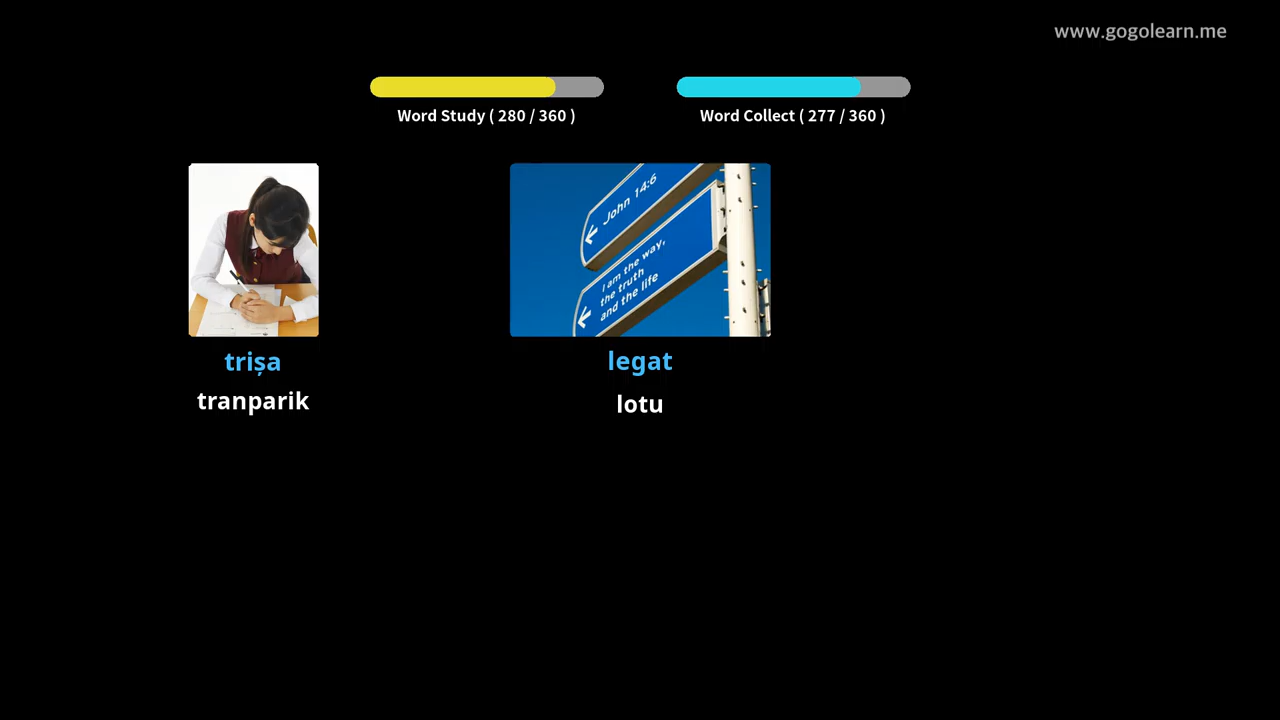 www.gogolearn.me
Word Study ( 280 / 360 )
Word Collect ( 277 / 360 )
John 14:6
I am the way,
the truth
and the life
trișa
tranparik
legat
lotu